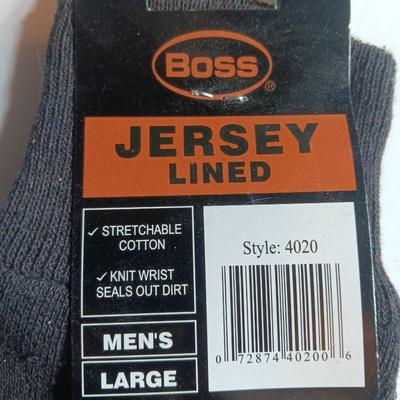 BOSS
®
JERSEY
LINED
✓ STRETCHABLE
COTTON
✓ KNIT WRIST
SEALS OUT DIRT
MEN'S
LARGE
Style: 4020
0 72874 40200 6